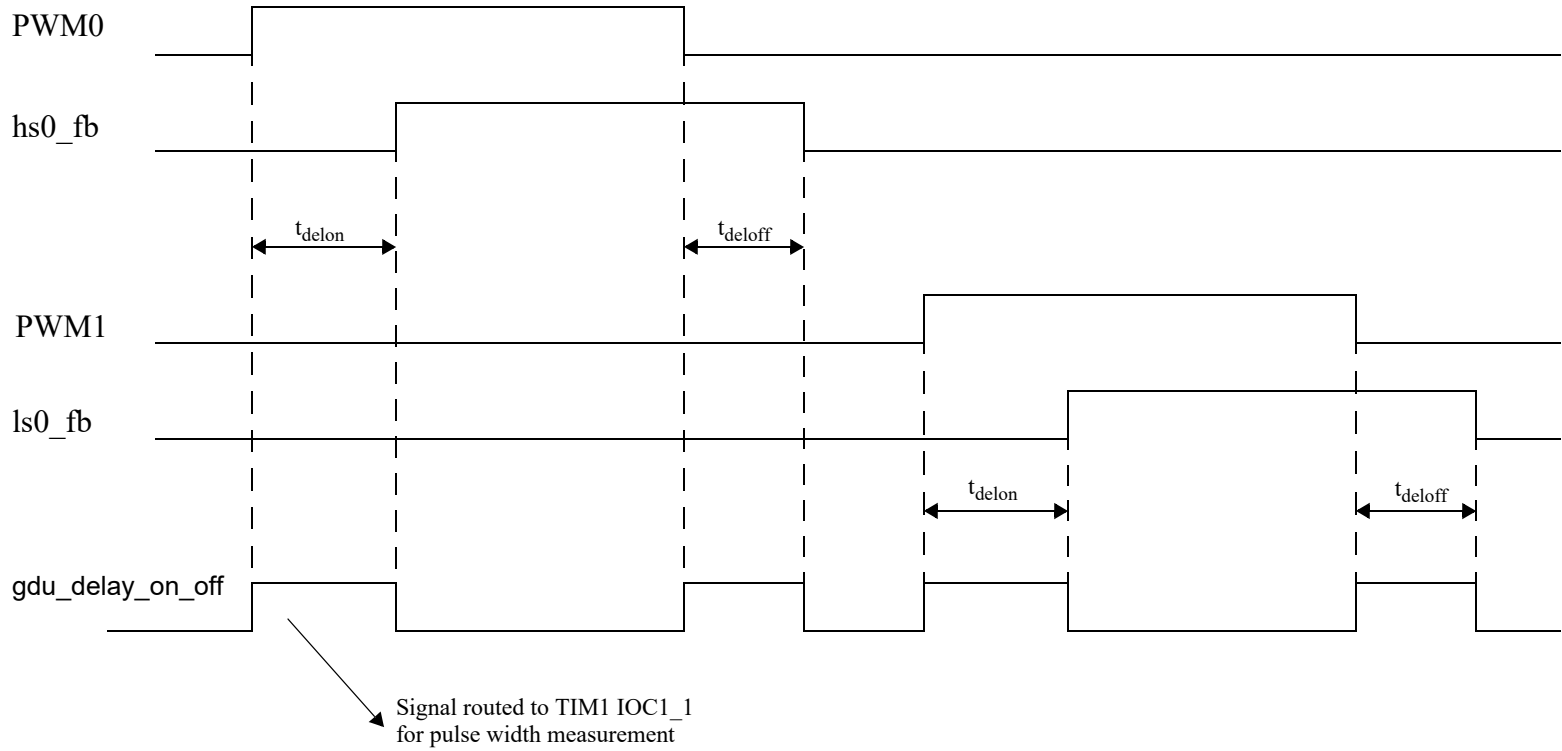 PWM0
hs0_fb
tdelon
tdeloff
PWM1
ls0_fb
tdelon
tdeloff
gdu_delay_on_off
Signal routed to TIM1 IOC1_1
for pulse width measurement